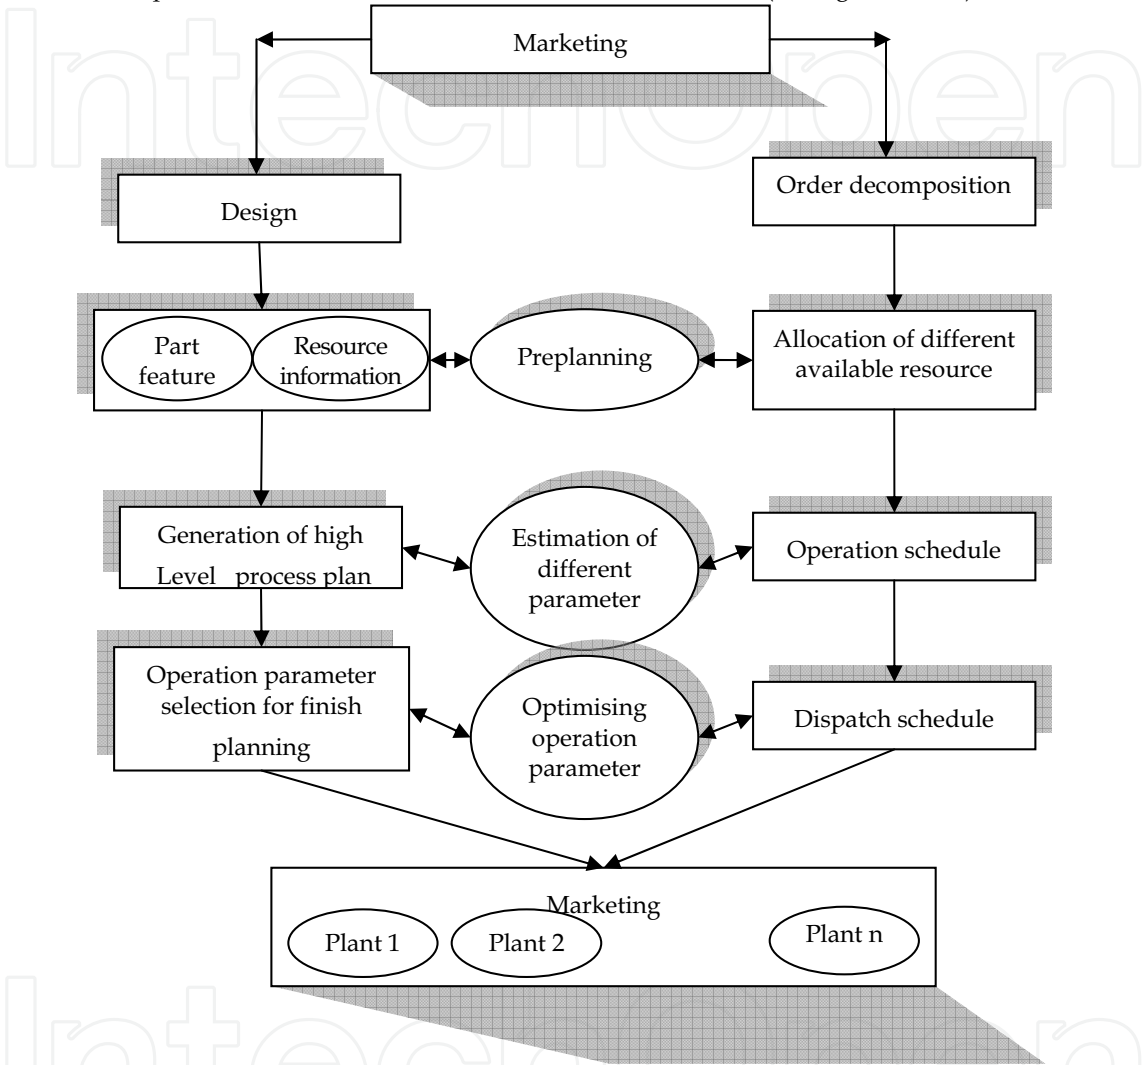 Marketing
Design
Order decomposition
Part
feature
Resource
information
Preplanning
Allocation of different
available resource
Generation of high
Level process plan
Estimation of
different
parameter
Operation schedule
Operation parameter
selection for finish
planning
Optimising
operation
parameter
Dispatch schedule
Marketing
Plant 1
Plant 2
Plant n
IntechOpen
IntechOpen